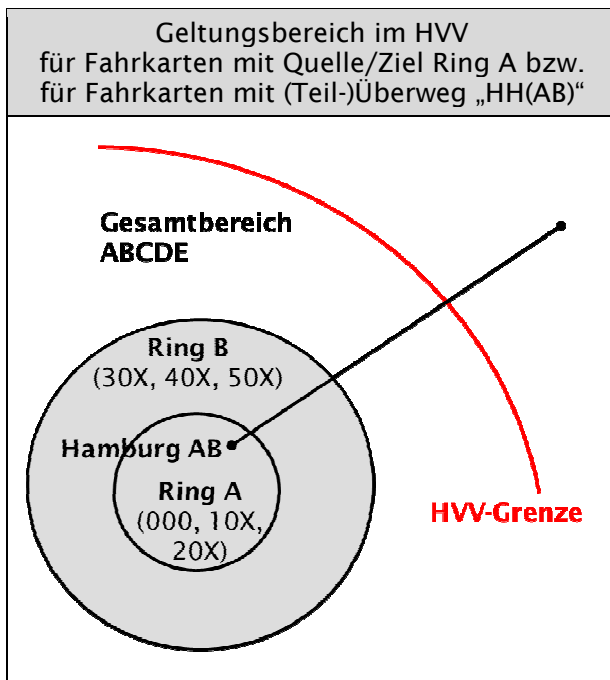 Geltungsbereich im HVV
für Fahrkarten mit Quelle/Ziel Ring A bzw.
für Fahrkarten mit (Teil-)Überweg „HH(AB)“
Gesamtbereich
ABCDE
Ring B
(30X, 40X, 50X)
Hamburg AB
Ring A
(000, 10X,
20X)
HVV-Grenze